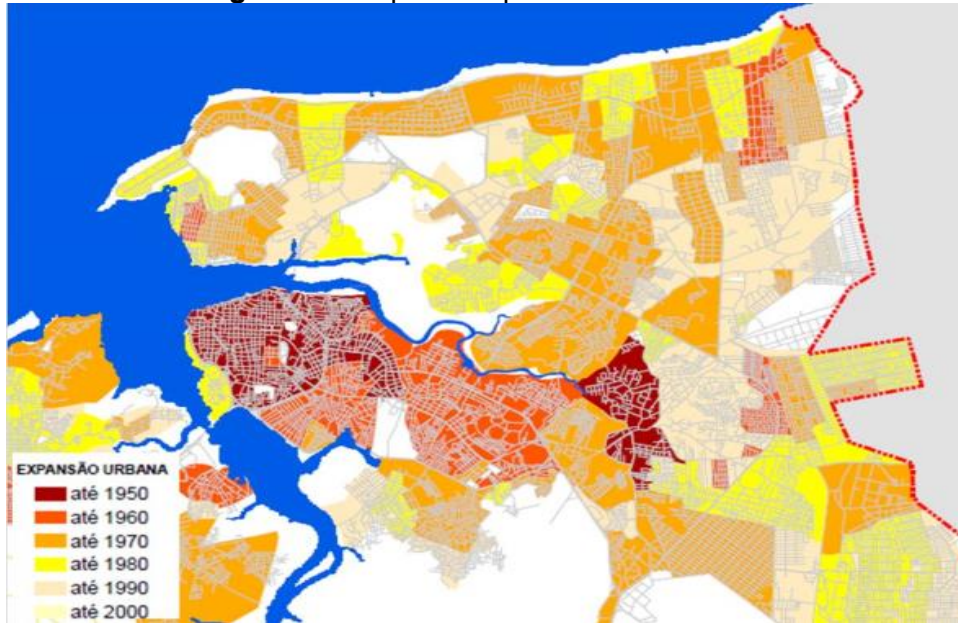 EXPANSÃO URBANA
até 1950
até 1960
até 1970
até 1980
até 1990
até 2000